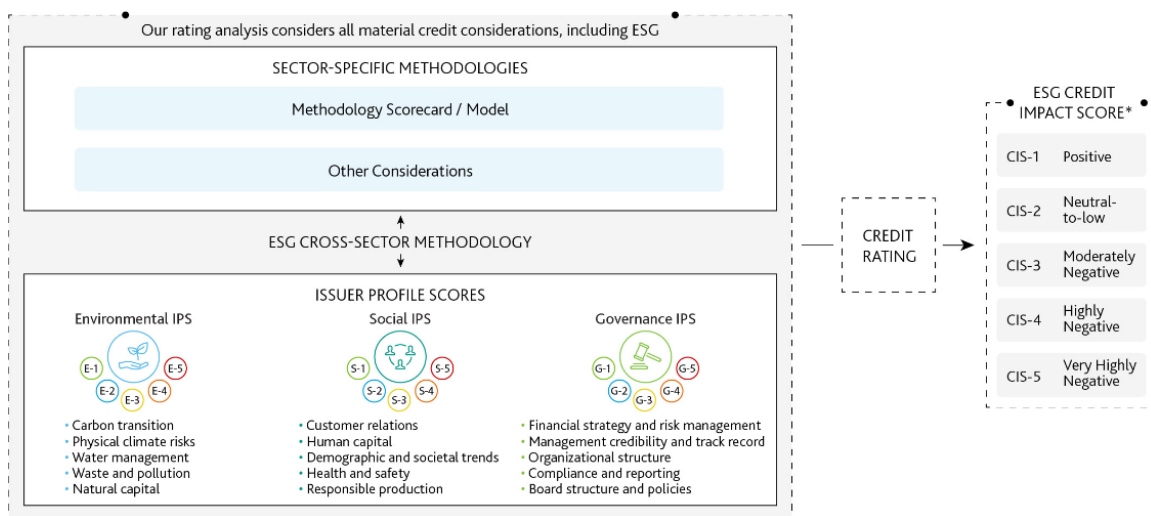 Our rating analysis considers all material credit considerations, including ESG
SECTOR-SPECIFIC METHODOLOGIES
Methodology Scorecard / Model
Other Considerations
ESG CROSS-SECTOR METHODOLOGY
ISSUER PROFILE SCORES
Environmental IPS
E-1
E-2
E-3
E-4
E-5
• Carbon transition
• Physical climate risks
• Water management
• Waste and pollution
• Natural capital
Social IPS
S-1
S-2
S-3
S-4
S-5
• Customer relations
• Human capital
• Demographic and societal trends
• Health and safety
• Responsible production
Governance IPS
G-1
G-2
G-3
G-4
G-5
• Financial strategy and risk management
• Management credibility and track record
• Organizational structure
• Compliance and reporting
• Board structure and policies
CREDIT
RATING
ESG CREDIT
IMPACT SCORE*
CIS-1 Positive
CIS-2 Neutral-
to-low
CIS-3 Moderately
Negative
CIS-4 Highly
Negative
CIS-5 Very Highly
Negative